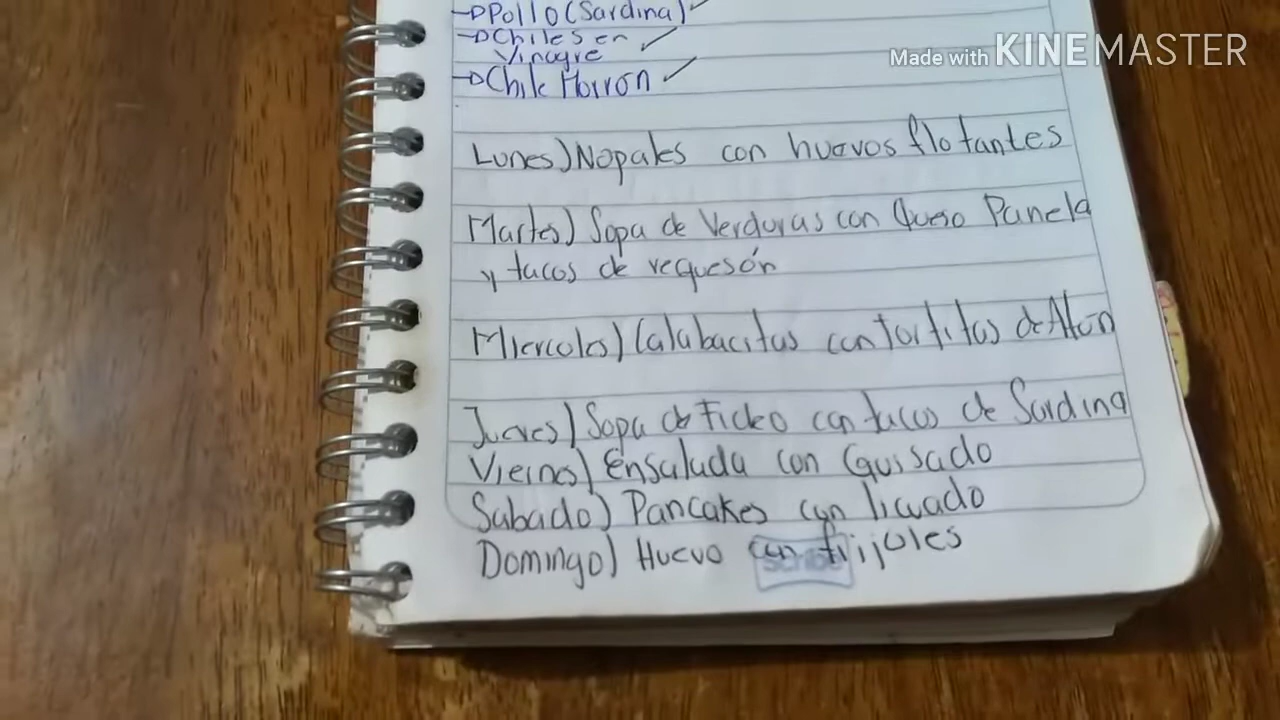 →Pollo (Sardina) ✓
→Chiles en ✓
Vinagre
→Chile Morrón ✓
Made with KINEMASTER
Lunes) Nopales con huevos flotantes
Martes) Sopa de Verduras con Queso Panela
y tacos de requesón
Miercoles) Calabacitas con tortitas de Atún
Jueves) Sopa de Fideo con tacos de Sardina
Viernes) Ensalada con Guisado
Sabado) Pancakes con licuado
Domingo) Huevo con frijoles
Scribe